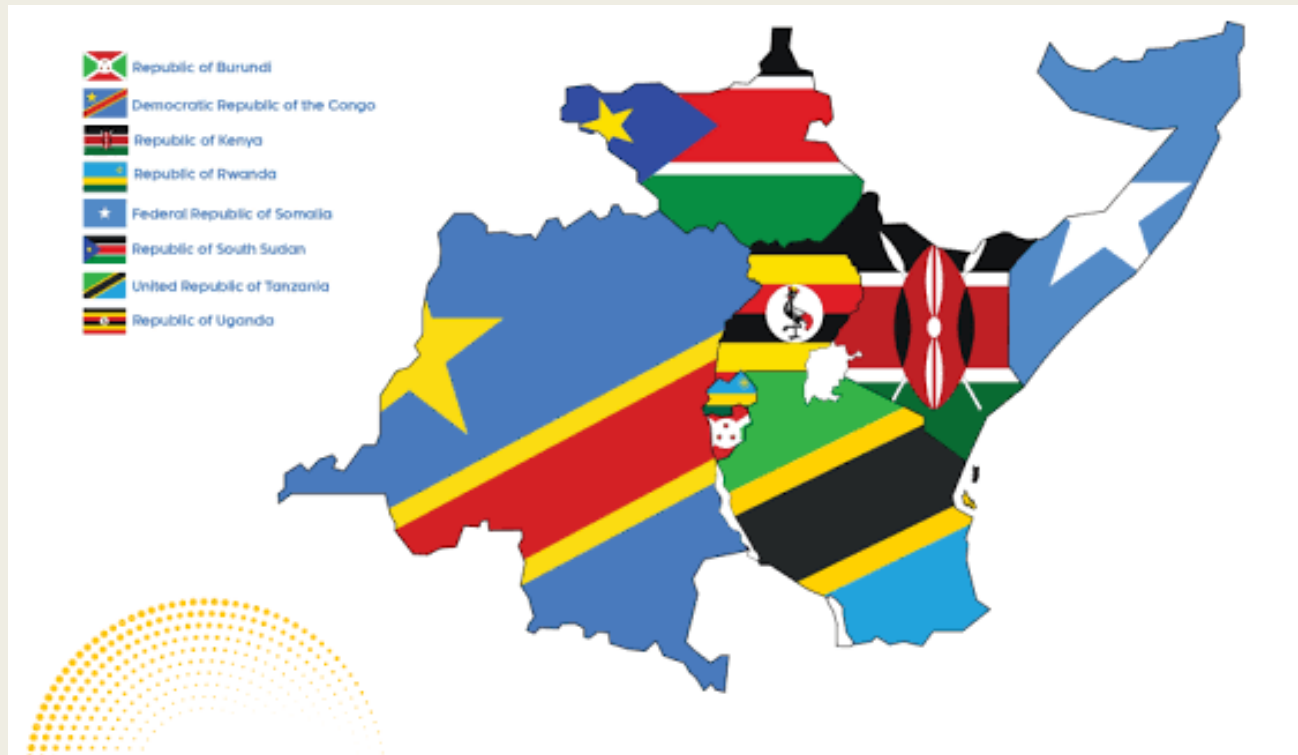 Republic of Burundi
Democratic Republic of the Congo
Republic of Kenya
Republic of Rwanda
Federal Republic of Somalia
Republic of South Sudan
United Republic of Tanzania
Republic of Uganda